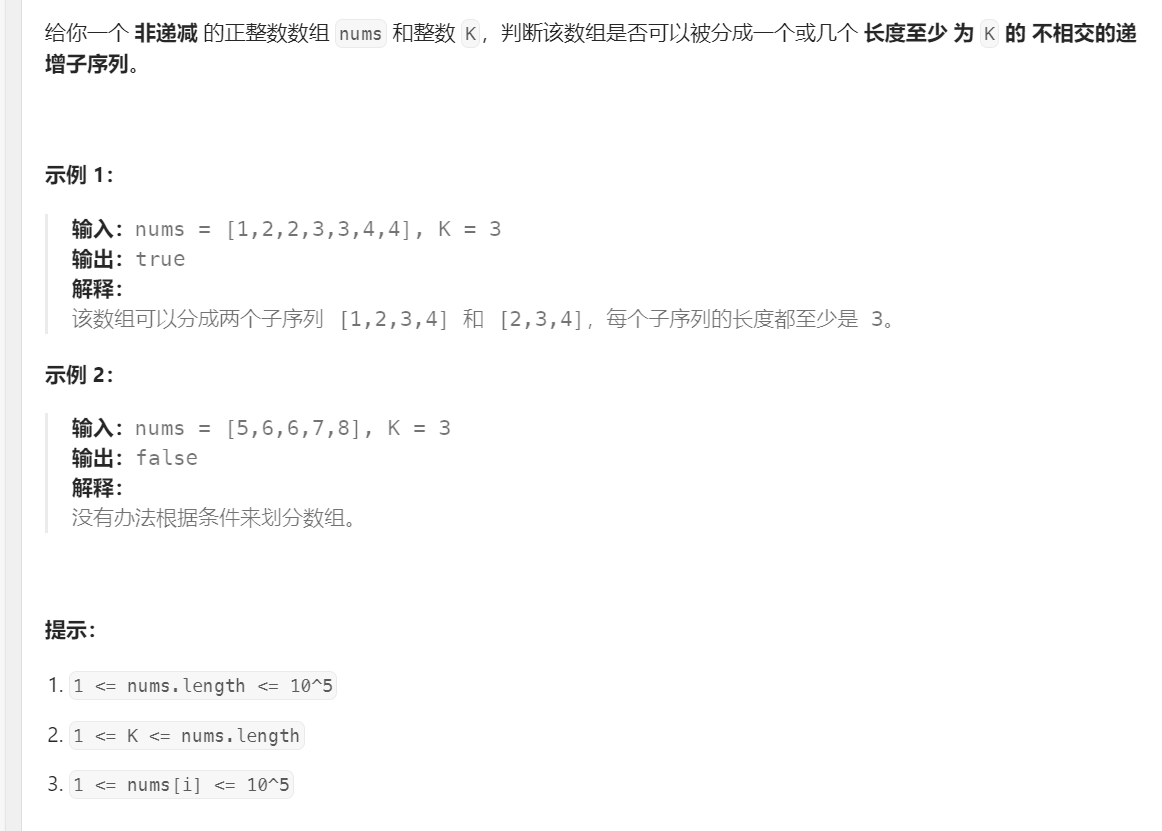 给你一个 非递减 的正整数数组 nums 和整数 K，判断该数组是否可以被分成一个或几个 长度至少 为 K 的 不相交的递
增子序列。
示例 1：
输入：nums = [1,2,2,3,3,4,4], K = 3
输出：true
解释：
该数组可以分成两个子序列 [1,2,3,4] 和 [2,3,4]，每个子序列的长度都至少是 3。
示例 2：
输入：nums = [5,6,6,7,8], K = 3
输出：false
解释：
没有办法根据条件来划分数组。
提示：
1. 1 <= nums.length <= 10^5
2. 1 <= K <= nums.length
3. 1 <= nums[i] <= 10^5